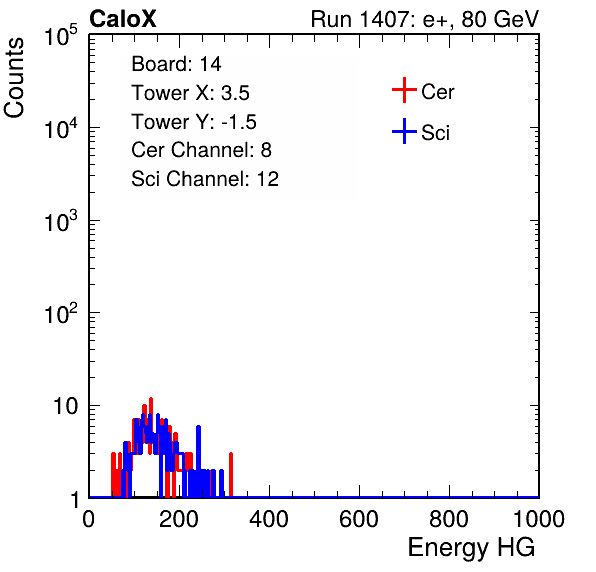 CaloX Run 1407: e+, 80 GeV
Counts
Board: 14
Tower X: 3.5
Tower Y: -1.5
Cer Channel: 8
Sci Channel: 12
Cer
Sci
10^5
10^4
10^3
10^2
10
1
0 200 400 600 800 1000
Energy HG